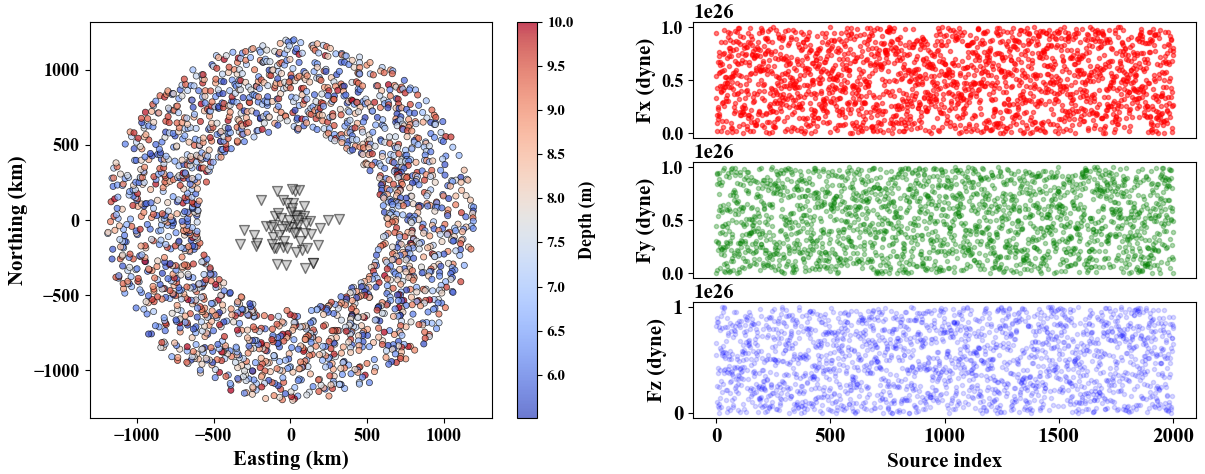 1000
500
0
−500
−1000
Northing (km)
−1000 −500 0 500 1000
Easting (km)
10.0
9.5
9.0
8.5
8.0
7.5
7.0
6.5
6.0
Depth (m)
1e26
1.0
0.5
0.0
Fx (dyne)
1e26
1.0
0.5
0.0
Fy (dyne)
1e26
1
0
Fz (dyne)
0 500 1000 1500 2000
Source index